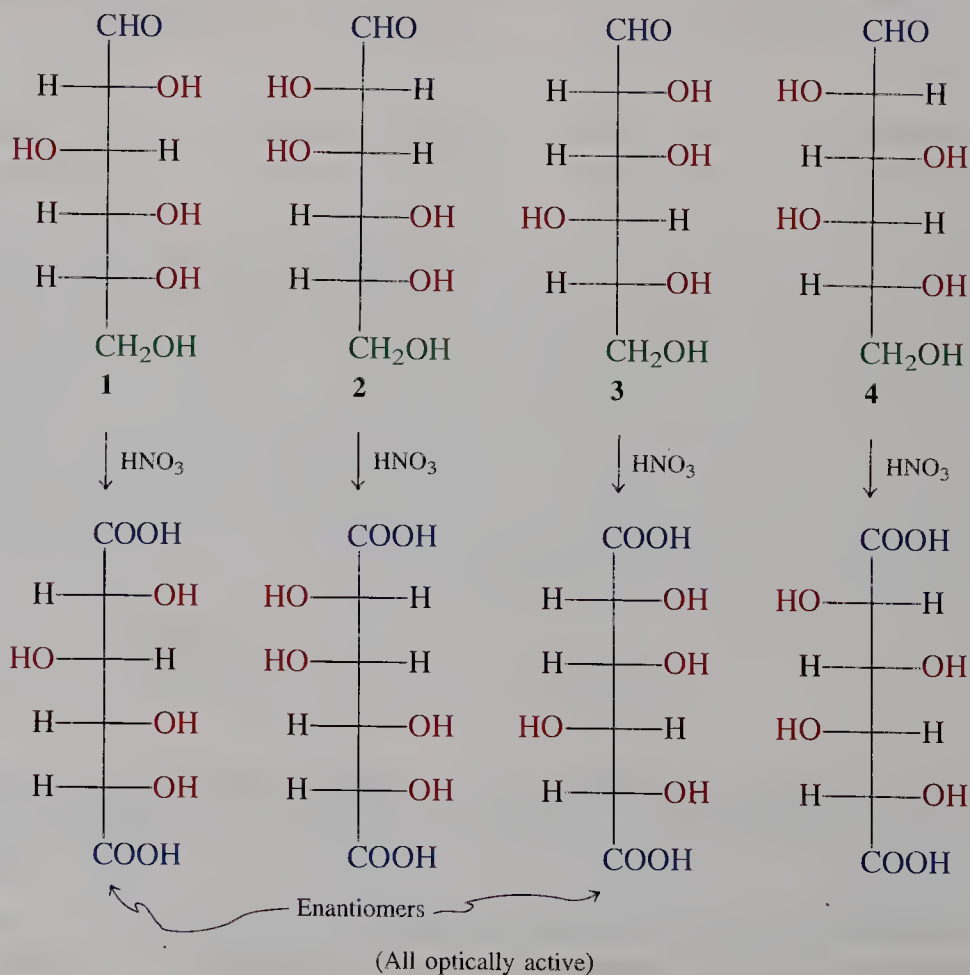 CHO CHO CHO CHO
H OH HO H H OH HO H
HO H HO H H OH H OH
H OH H OH HO H HO H
H OH H OH H OH H OH
CH₂OH CH₂OH CH₂OH CH₂OH
1 2 3 4
HNO₃ HNO₃ HNO₃ HNO₃
COOH COOH COOH COOH
H OH HO H H OH HO H
HO H HO H H OH H OH
H OH H OH HO H HO H
H OH H OH H OH H OH
COOH COOH COOH COOH
Enantiomers
(All optically active)